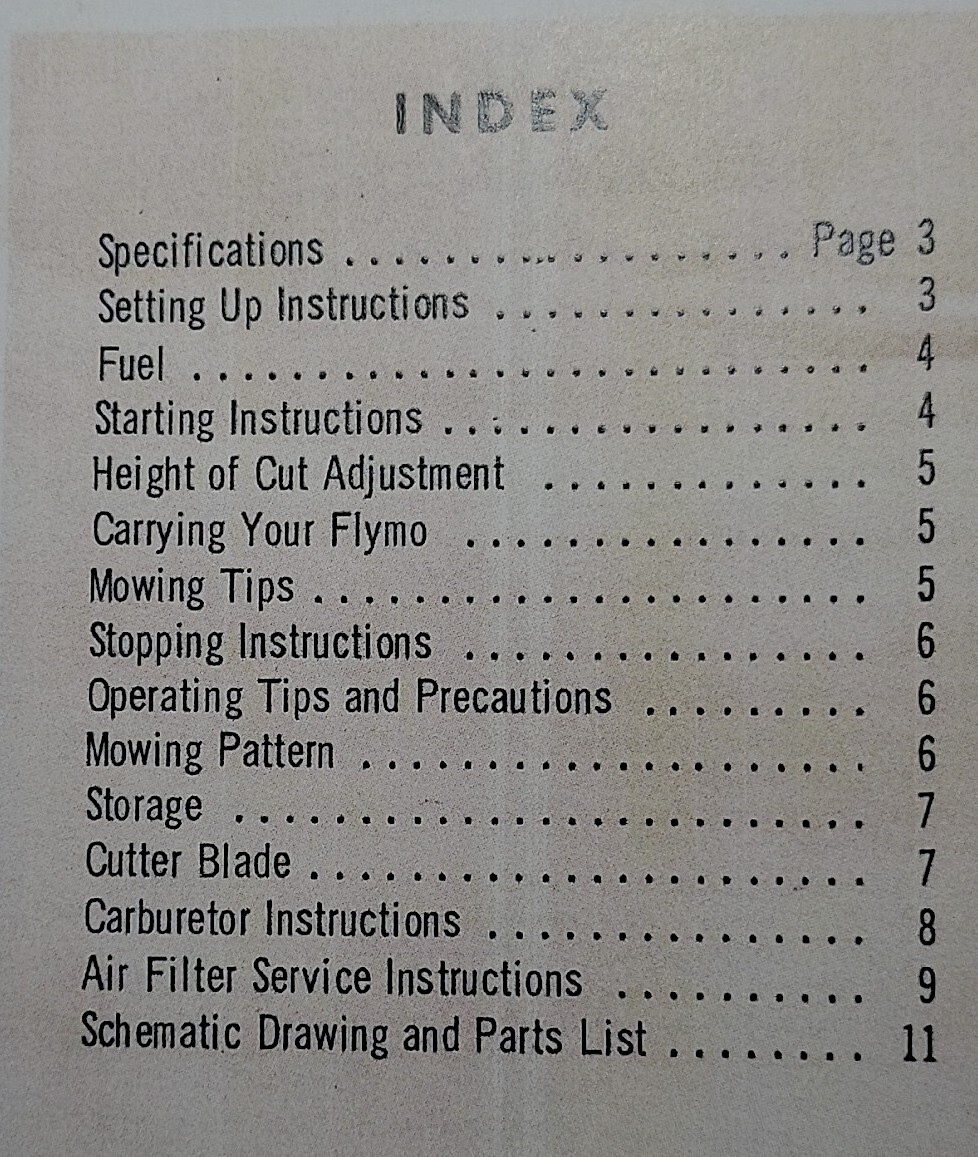 INDEX
Specifications . . . . . . . . . . . . . . . . . . Page 3
Setting Up Instructions . . . . . . . . . . . . . . . 3
Fuel . . . . . . . . . . . . . . . . . . . . . . . . . . . 4
Starting Instructions . . . . . . . . . . . . . . . . . 4
Height of Cut Adjustment . . . . . . . . . . . . . 5
Carrying Your Flymo . . . . . . . . . . . . . . . . 5
Mowing Tips . . . . . . . . . . . . . . . . . . . . . . 5
Stopping Instructions . . . . . . . . . . . . . . . . 6
Operating Tips and Precautions . . . . . . . . . 6
Mowing Pattern . . . . . . . . . . . . . . . . . . . . 6
Storage . . . . . . . . . . . . . . . . . . . . . . . . . 7
Cutter Blade . . . . . . . . . . . . . . . . . . . . . . 7
Carburetor Instructions . . . . . . . . . . . . . . . 8
Air Filter Service Instructions . . . . . . . . . . 9
Schematic Drawing and Parts List . . . . . . . . 11